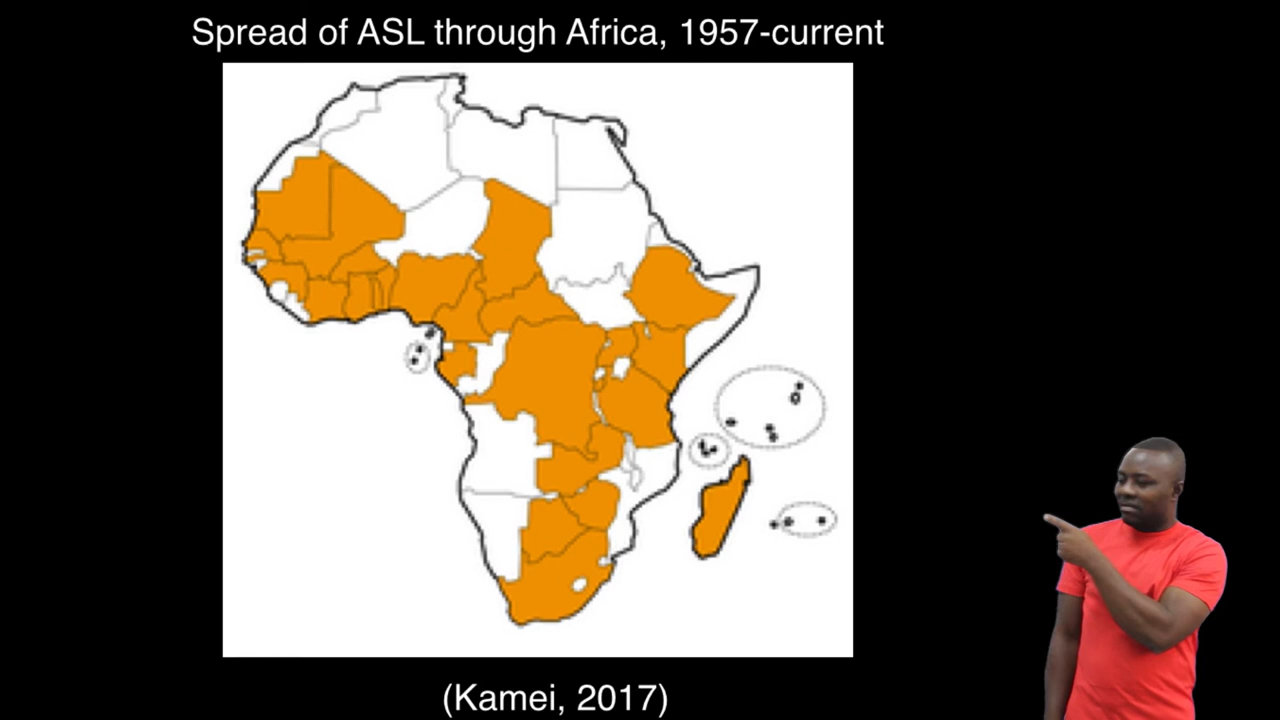 Spread of ASL through Africa, 1957-current
(Kamei, 2017)